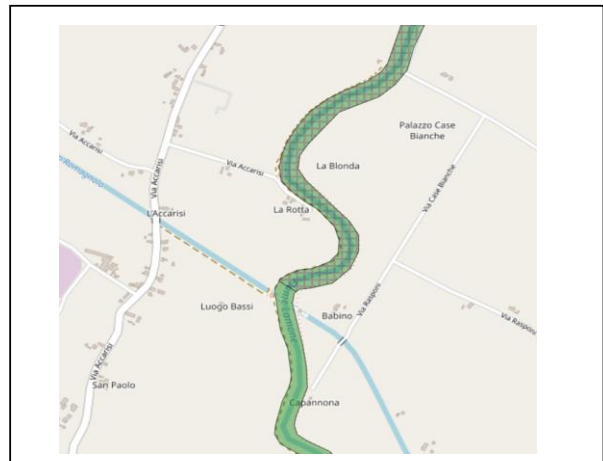 Palazzo Case
Bianche
Via Accarisi
Via Accarisi
La Blonda
Via Accarisi
Romagnolo
Via Case Bianche
La Rotta
L'Accarisi
Luogo Bassi
Babino
Via Rasponi
Via Rasponi
Via Accarisi
San Paolo
Capannona